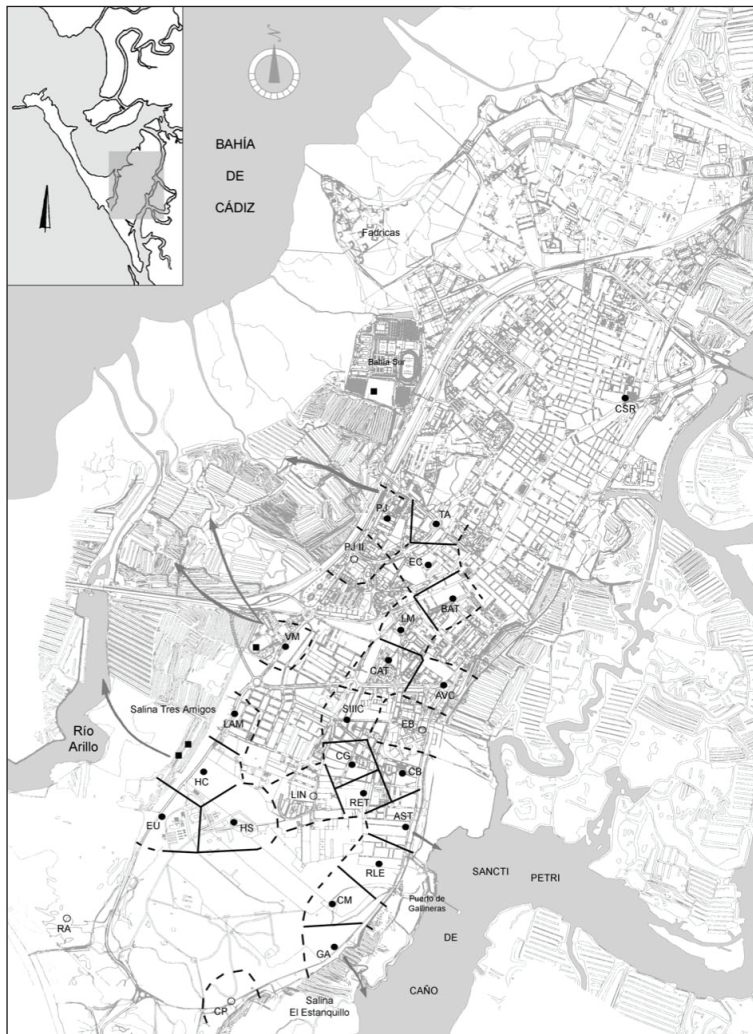 N
BAHÍA
DE
CÁDIZ
Fadricas
Bahía Sur
CSR
PJ
TA
PJ II
EC
BAT
LM
VM
CAT
AVC
Salina Tres Amigos
LAM
SIIIC
EB
Río
Arillo
CG
HC
CB
LIN
RET
EU
HS
AST
RLE
SANCTI
PETRI
Puerto de
Gallineras
CM
RA
DE
GA
CAÑO
Salina
El Estanquillo
CP